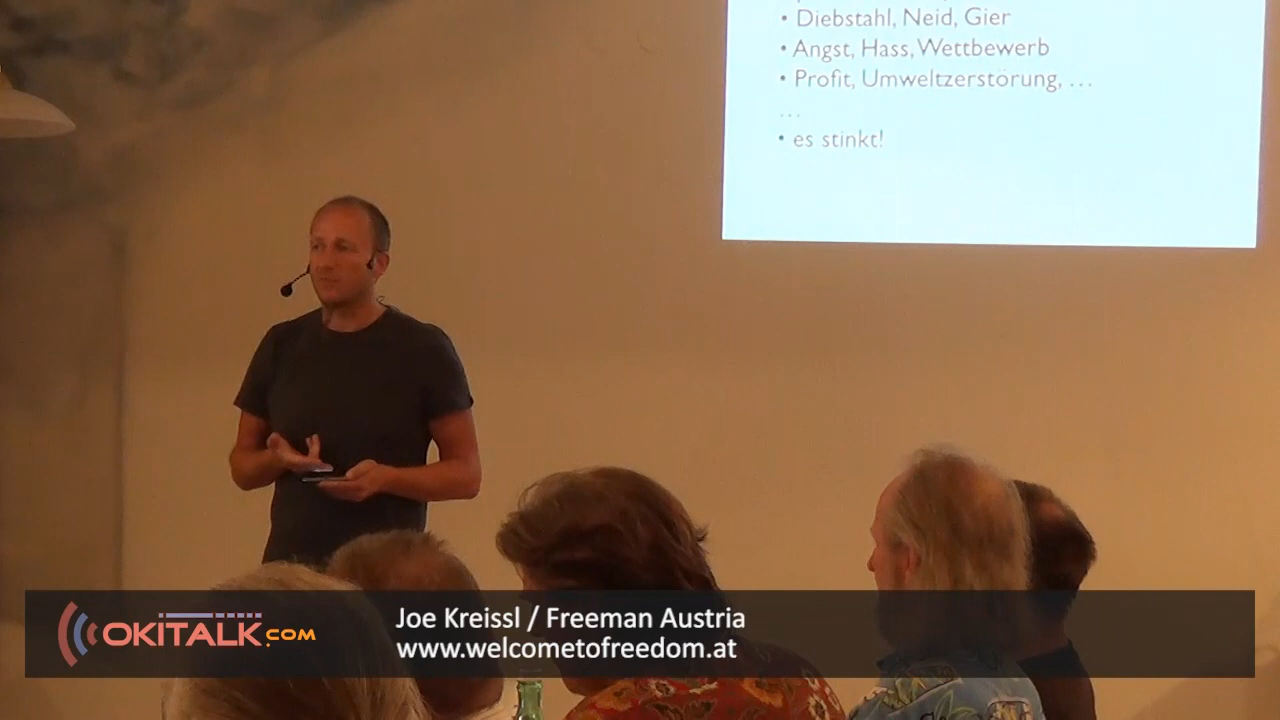 • Diebstahl, Neid, Gier
• Angst, Hass, Wettbewerb
• Profit, Umweltzerstörung, ...
...
• es stinkt!
Joe Kreissl / Freeman Austria
OKITALK.COM
www.welcometofreedom.at